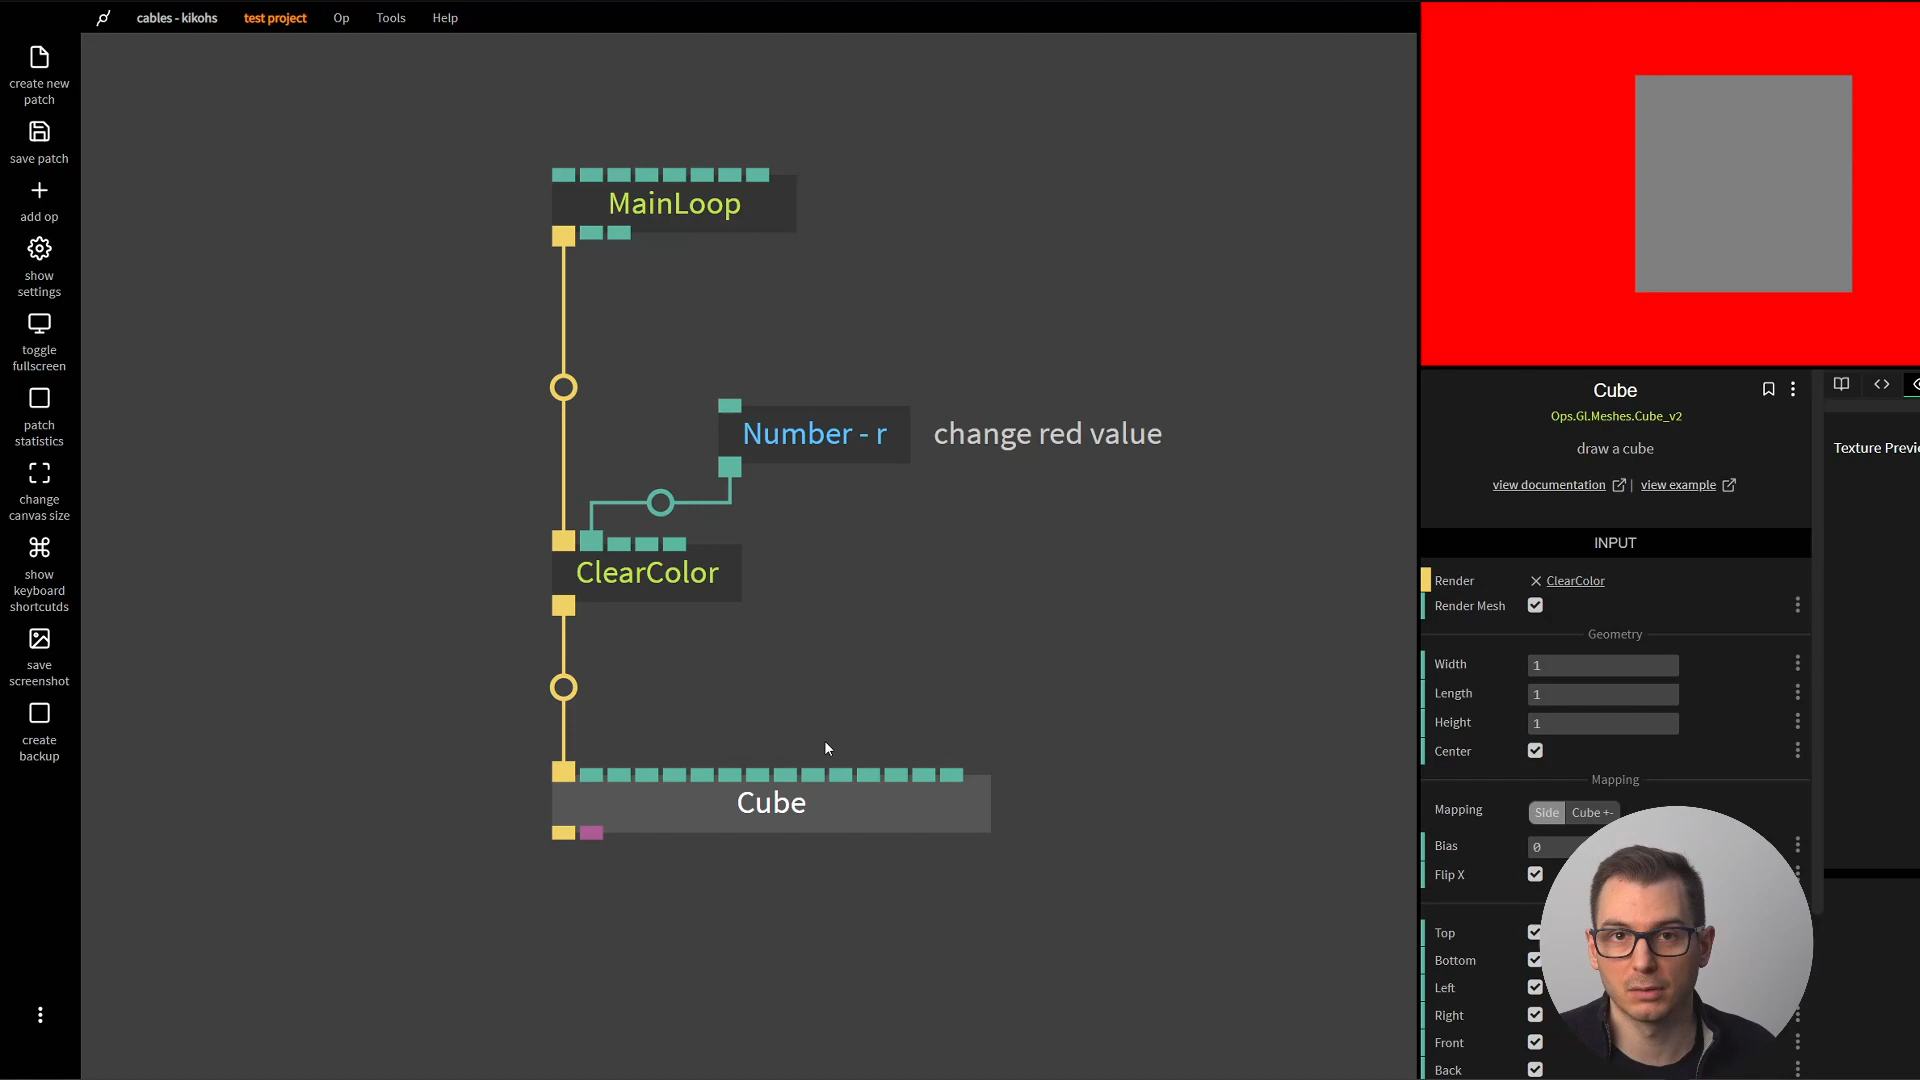 cables - kikohs
test project
Op
Tools
Help
create new
patch
save patch
add op
show
settings
toggle
fullscreen
patch
statistics
change
canvas size
show
keyboard
shortcutds
save
screenshot
create
backup
MainLoop
Number - r
change red value
ClearColor
Cube
Cube
Ops.Gl.Meshes.Cube_v2
draw a cube
view documentation | view example
INPUT
Render ClearColor
Render Mesh
Geometry
Width 1
Length 1
Height 1
Center
Mapping
Mapping Side Cube +-
Bias 0
Flip X
Top
Bottom
Left
Right
Front
Back
Texture Previe